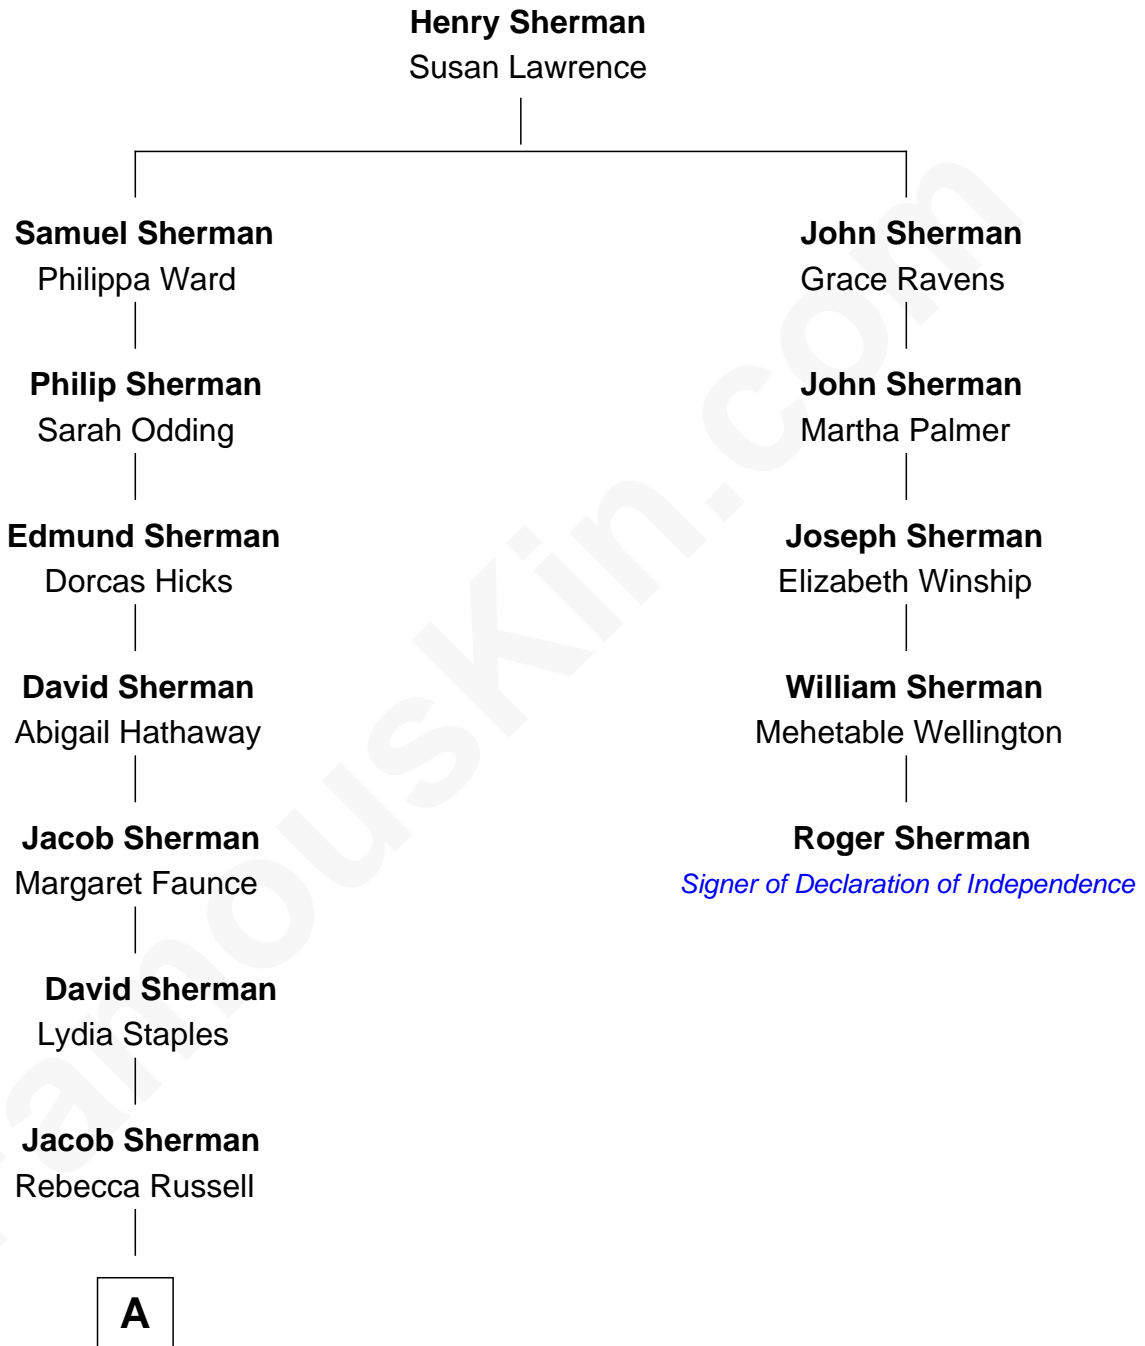 Henry Sherman
Susan Lawrence
Samuel Sherman
Philippa Ward
John Sherman
Grace Ravens
Philip Sherman
Sarah Odding
John Sherman
Martha Palmer
Edmund Sherman
Dorcas Hicks
Joseph Sherman
Elizabeth Winship
David Sherman
Abigail Hathaway
William Sherman
Mehetable Wellington
Jacob Sherman
Margaret Faunce
Roger Sherman
Signer of Declaration of Independence
David Sherman
Lydia Staples
Jacob Sherman
Rebecca Russell
A
FamousKin.com